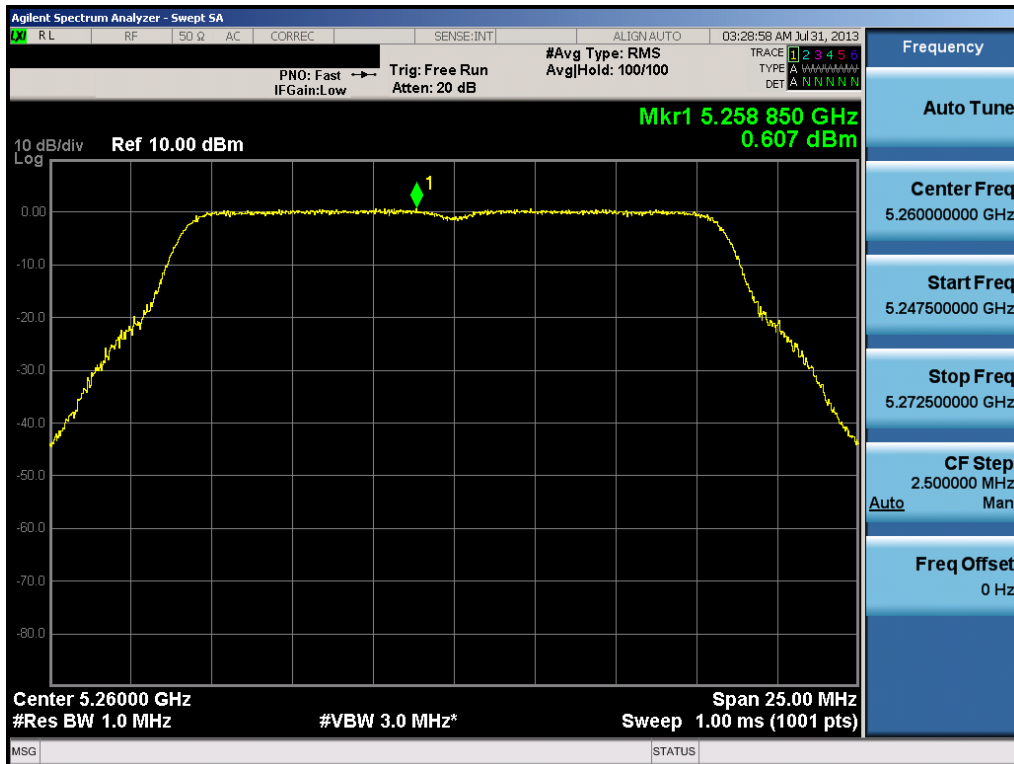 Agilent Spectrum Analyzer - Swept SA
LXI RL RF 50 Ω AC CORREC SENSE:INT ALIGN AUTO 03:28:58 AM Jul 31, 2013
PNO: Fast
IFGain:Low
Trig: Free Run
Atten: 20 dB
#Avg Type: RMS
Avg|Hold: 100/100
TRACE 1 2 3 4 5 6
TYPE A WWWWW
DET A N N N N N
Mkr1 5.258 850 GHz
0.607 dBm
10 dB/div Ref 10.00 dBm
Log
1
0.00
-10.0
-20.0
-30.0
-40.0
-50.0
-60.0
-70.0
-80.0
Center 5.26000 GHz Span 25.00 MHz
#Res BW 1.0 MHz #VBW 3.0 MHz* Sweep 1.00 ms (1001 pts)
MSG STATUS
Frequency
Auto Tune
Center Freq
5.260000000 GHz
Start Freq
5.247500000 GHz
Stop Freq
5.272500000 GHz
CF Step
2.500000 MHz
Auto Man
Freq Offset
0 Hz